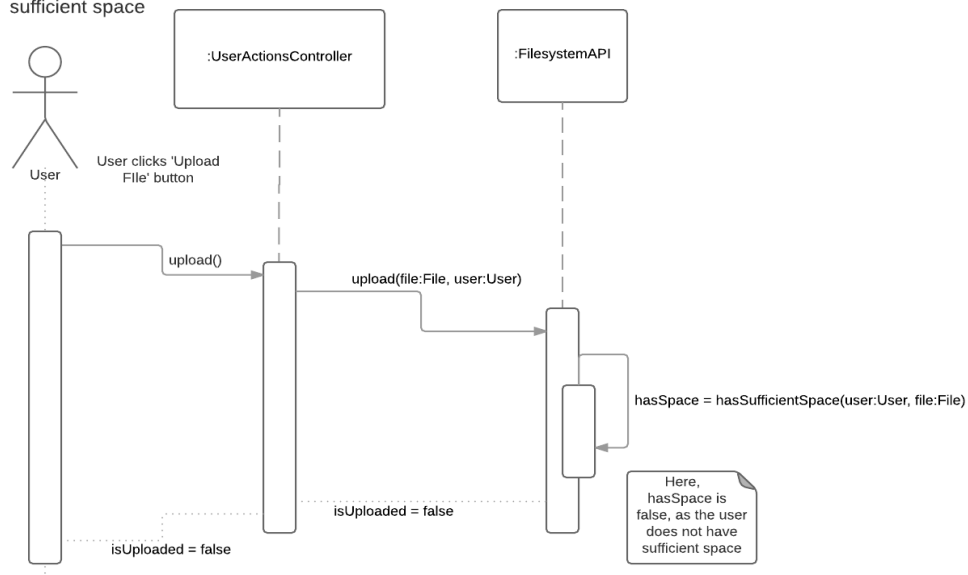 sufficient space
:UserActionsController
:FilesystemAPI
User clicks 'Upload
FIle' button
User
upload()
upload(file:File, user:User)
hasSpace = hasSufficientSpace(user:User, file:File)
Here,
hasSpace is
false, as the user
does not have
sufficient space
isUploaded = false
isUploaded = false